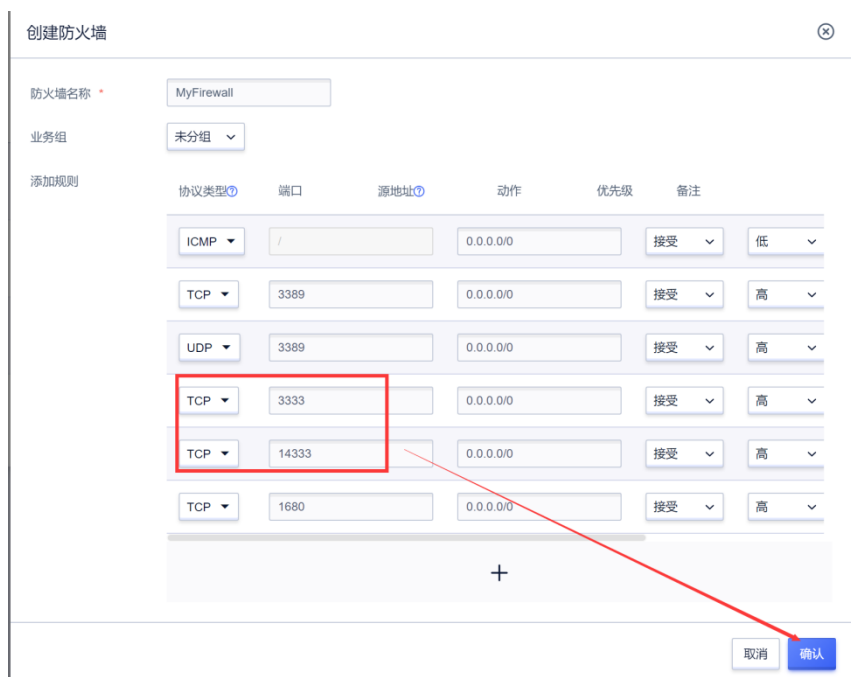 创建防火墙
防火墙名称 * MyFirewall
业务组 未分组
添加规则
协议类型 端口 源地址 动作 优先级 备注
ICMP / 0.0.0.0/0 接受 低
TCP 3389 0.0.0.0/0 接受 高
UDP 3389 0.0.0.0/0 接受 高
TCP 3333 0.0.0.0/0 接受 高
TCP 14333 0.0.0.0/0 接受 高
TCP 1680 0.0.0.0/0 接受 高
+
取消 确认